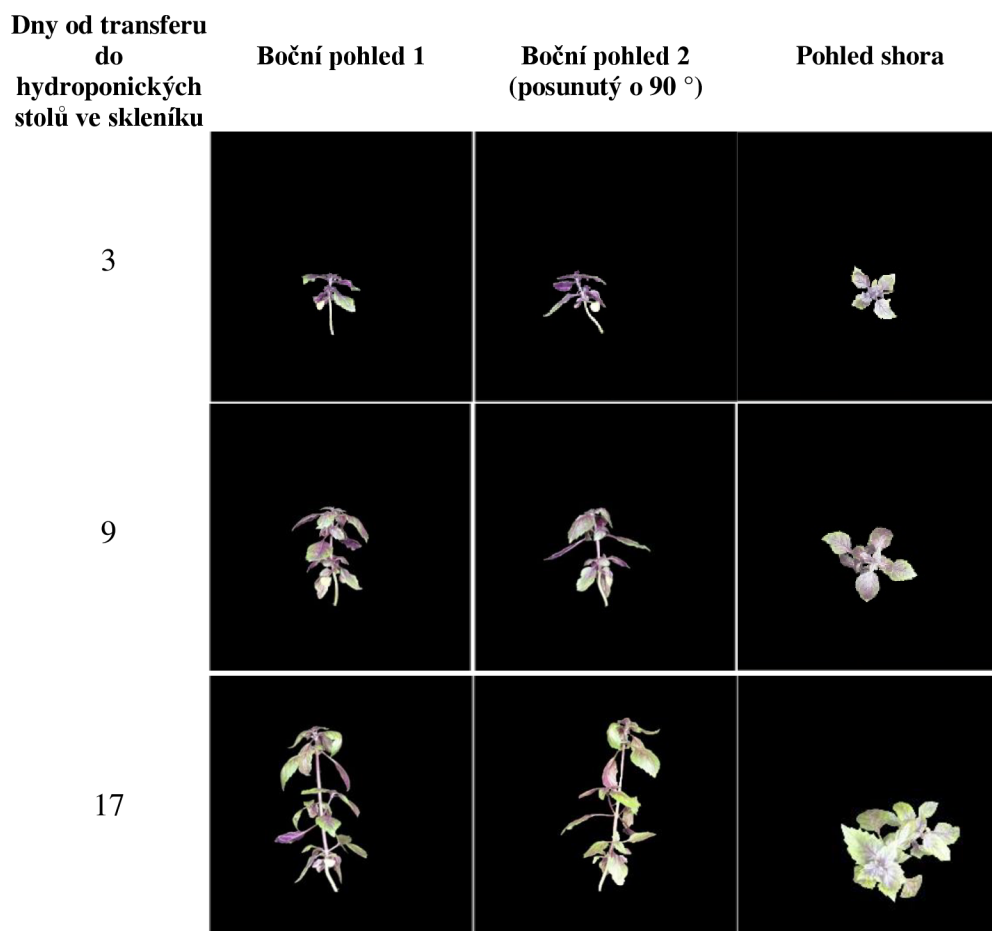 Dny od transferu
do
hydroponických
stolů ve skleníku
Boční pohled 1
Boční pohled 2
(posunutý o 90 °)
Pohled shora
3
9
17